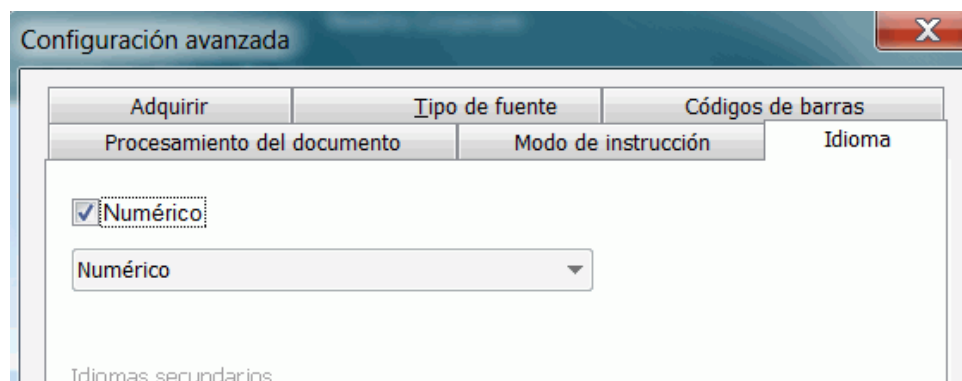 Configuración avanzada
Adquirir
Tipo de fuente
Códigos de barras
Procesamiento del documento
Modo de instrucción
Idioma
Numérico
Numérico
Idiomas secundarios